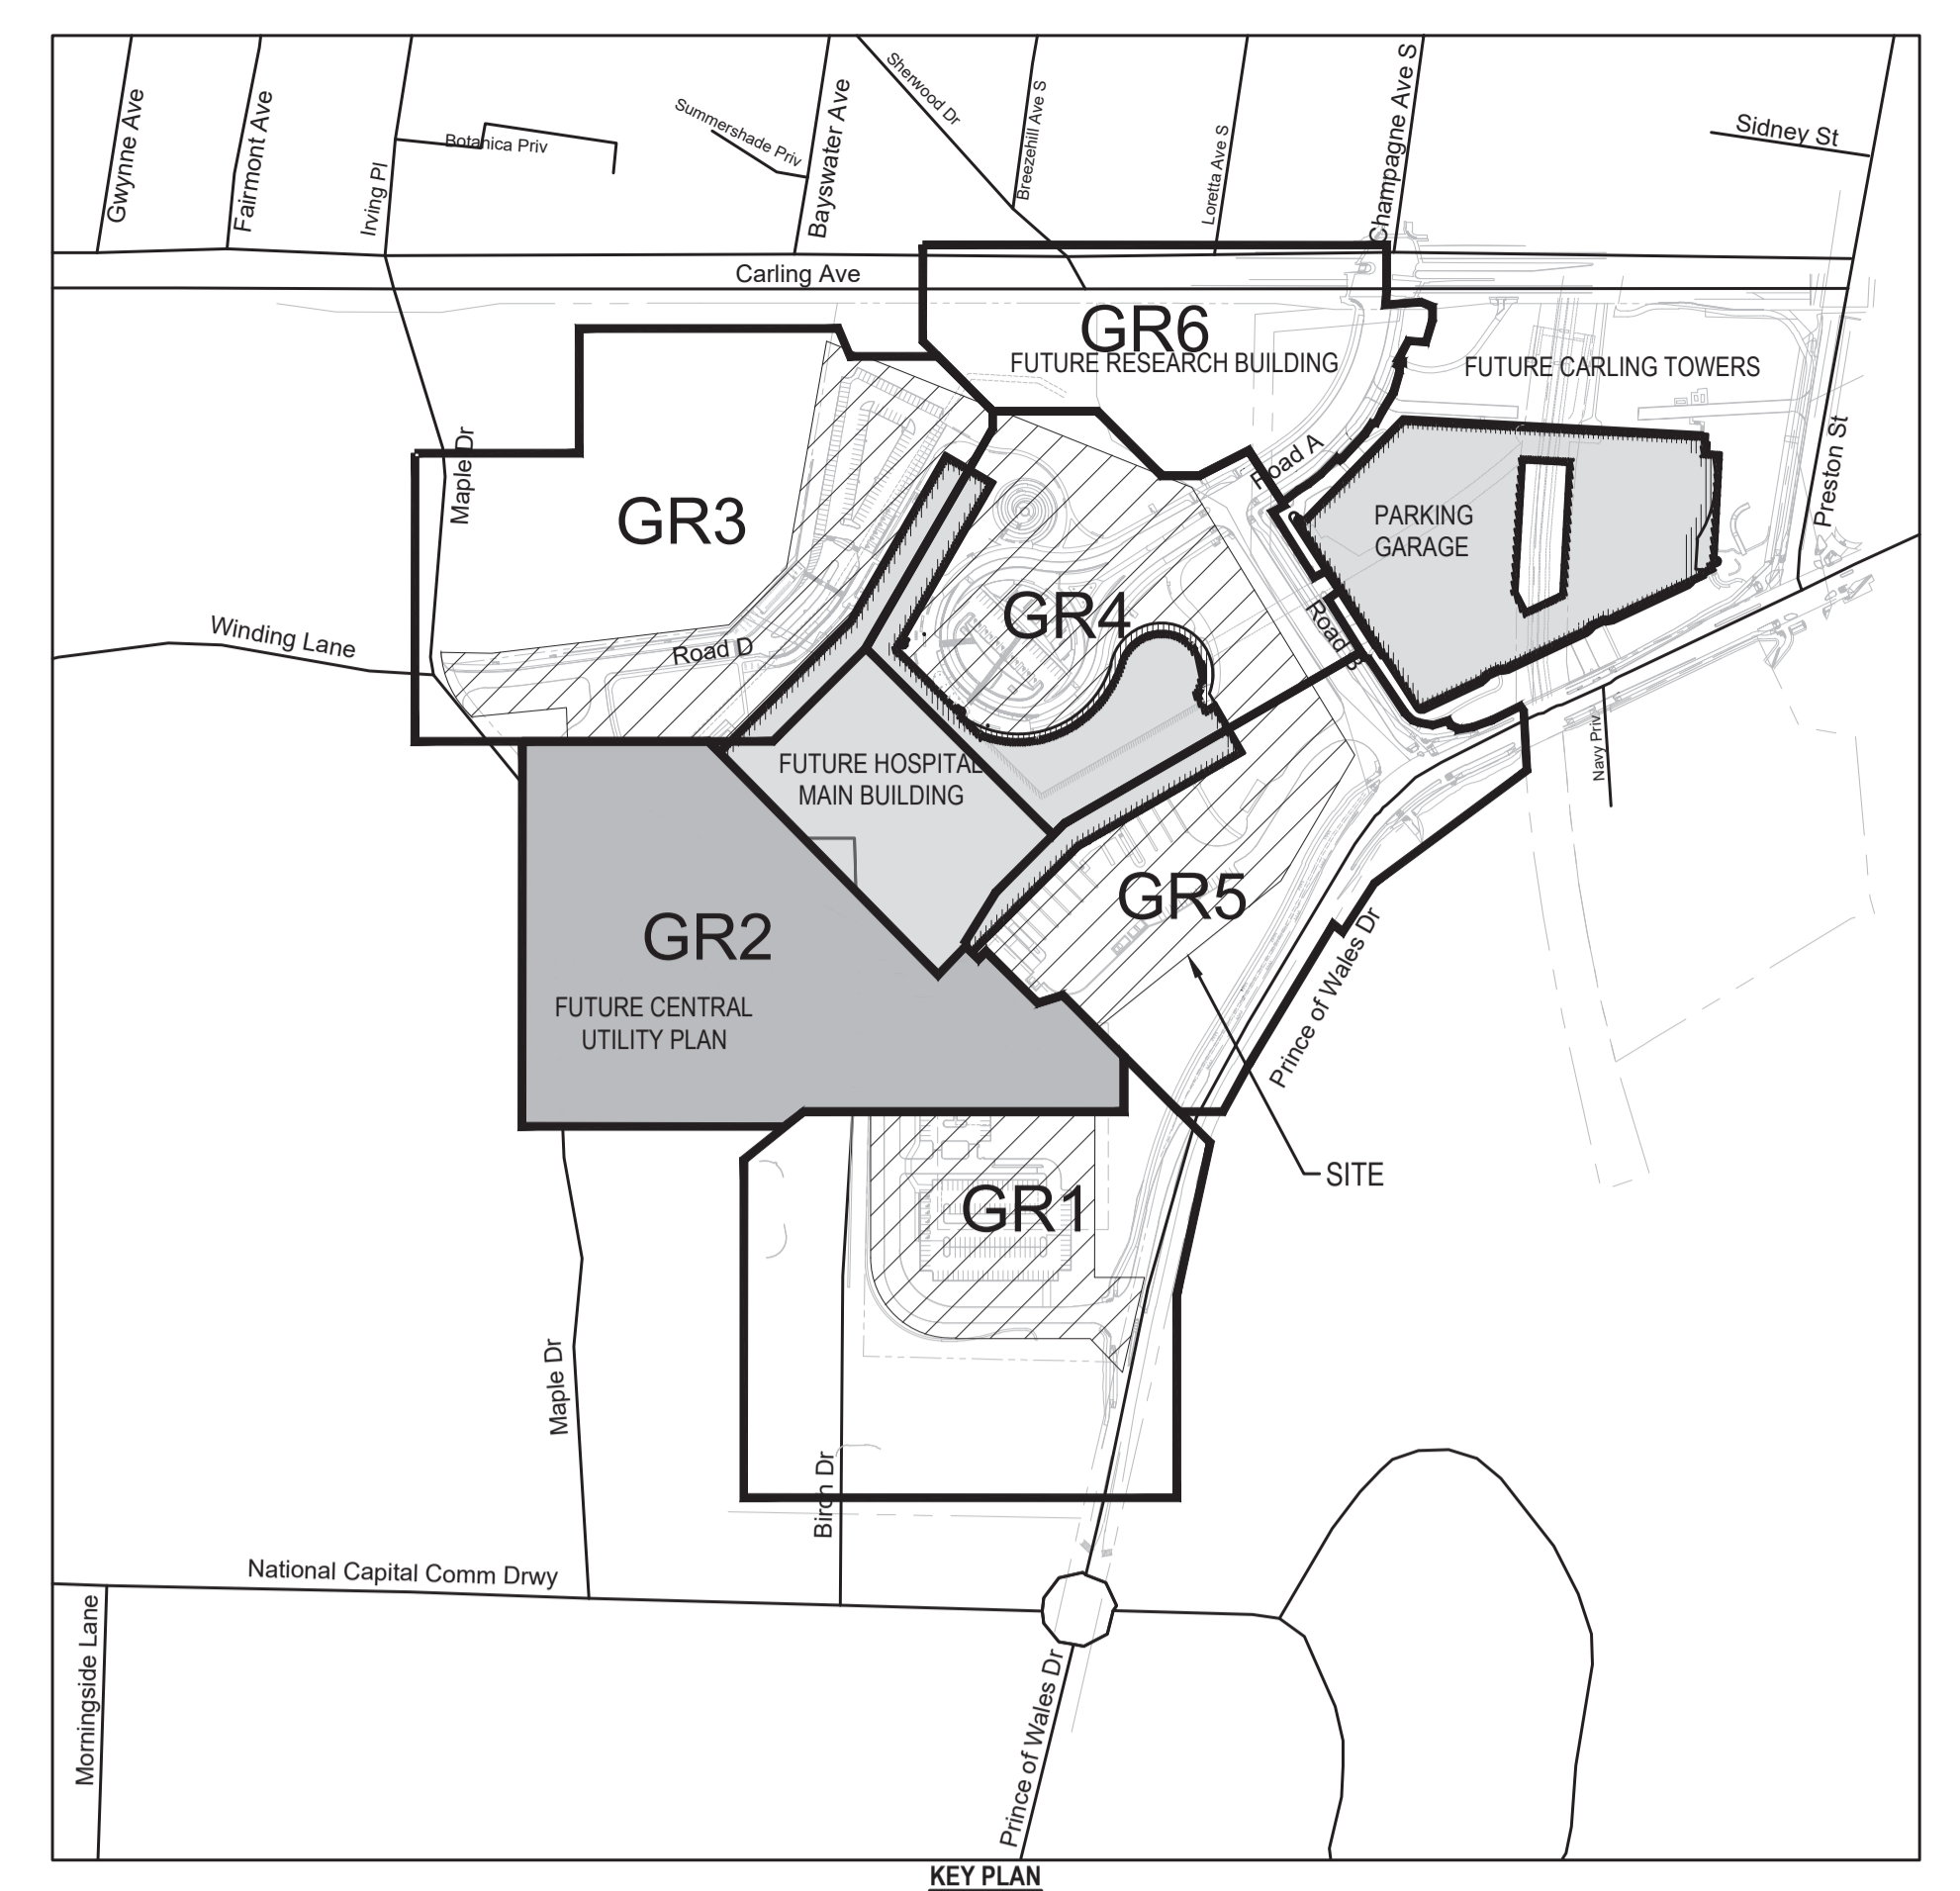 Gwynne Ave
Fairmont Ave
Irving Pl
Botanica Priv
Summershade Priv
Bayswater Ave
Sherwood Dr
Breezehill Ave S
Loretta Ave S
Champagne Ave S
Sidney St
Carling Ave
GR6
FUTURE RESEARCH BUILDING
FUTURE CARLING TOWERS
Maple Dr
GR3
Road A
PARKING
GARAGE
Preston St
Winding Lane
Road D
GR4
Road B
FUTURE HOSPITAL
MAIN BUILDING
Navy Priv
GR2
GR5
FUTURE CENTRAL
UTILITY PLAN
Prince of Wales Dr
SITE
GR1
Maple Dr
Biron Dr
National Capital Comm Drwy
Morningside Lane
Prince of Wales Dr
KEY PLAN